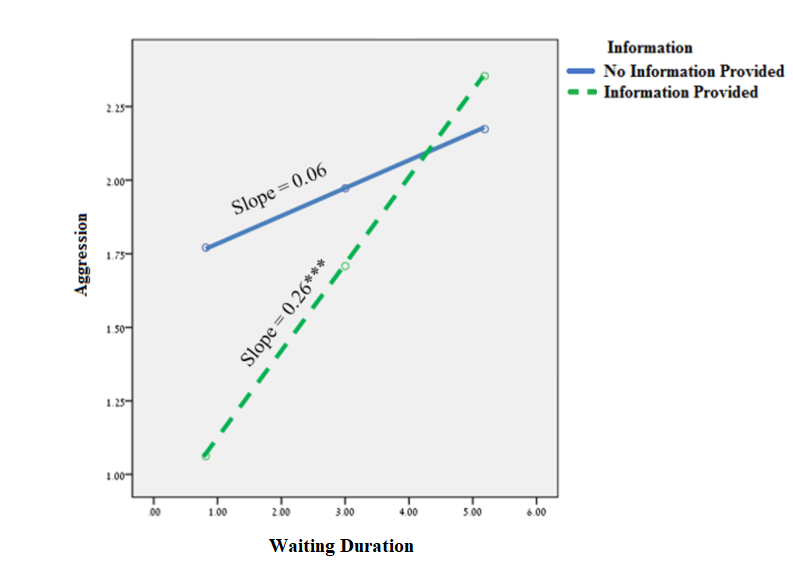 Information
No Information Provided
Information Provided
2.25
2.00
1.75
1.50
1.25
1.00
Aggression
Slope = 0.06
Slope = 0.26***
.00 1.00 2.00 3.00 4.00 5.00 6.00
Waiting Duration